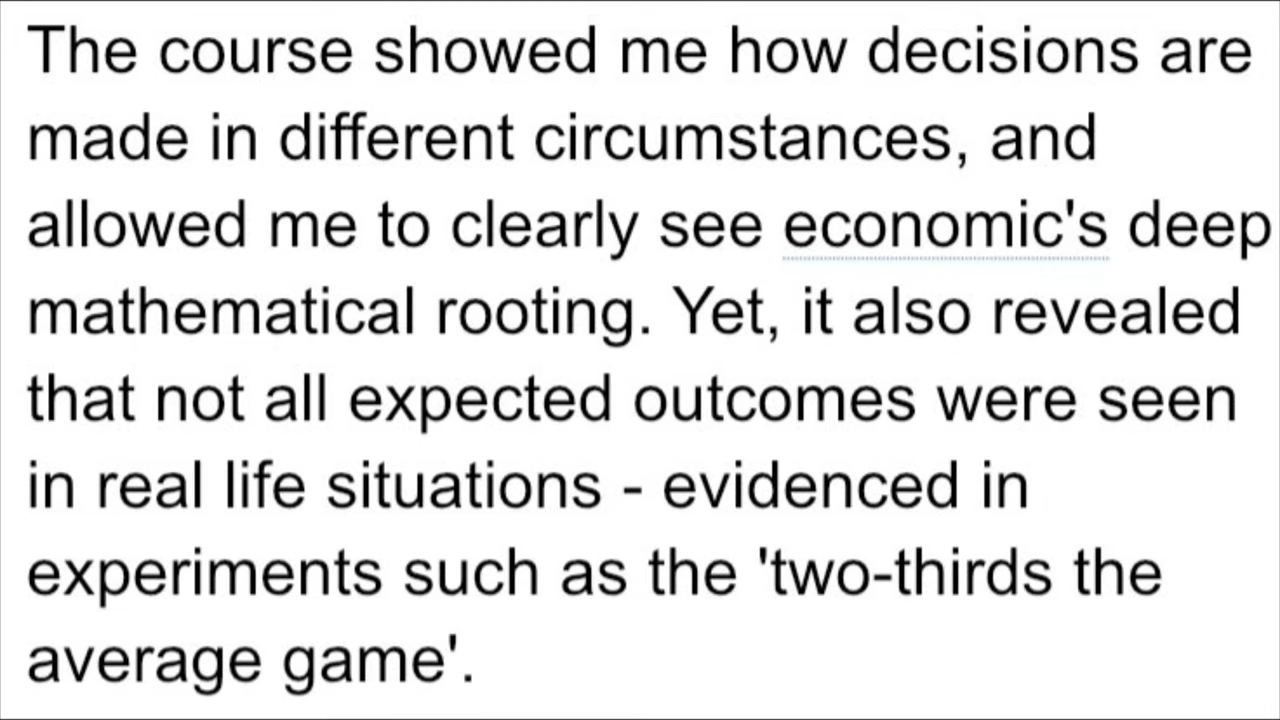 The course showed me how decisions are
made in different circumstances, and
allowed me to clearly see economic's deep
mathematical rooting. Yet, it also revealed
that not all expected outcomes were seen
in real life situations - evidenced in
experiments such as the 'two-thirds the
average game'.